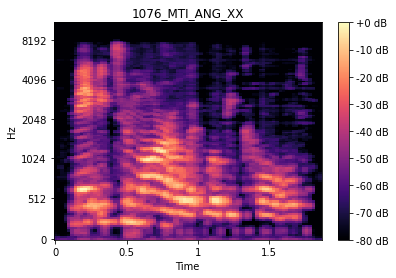 1076_MTI_ANG_XX
8192
4096
2048
1024
512
0
Hz
0
0.5
1
1.5
Time
+0 dB
-10 dB
-20 dB
-30 dB
-40 dB
-50 dB
-60 dB
-70 dB
-80 dB